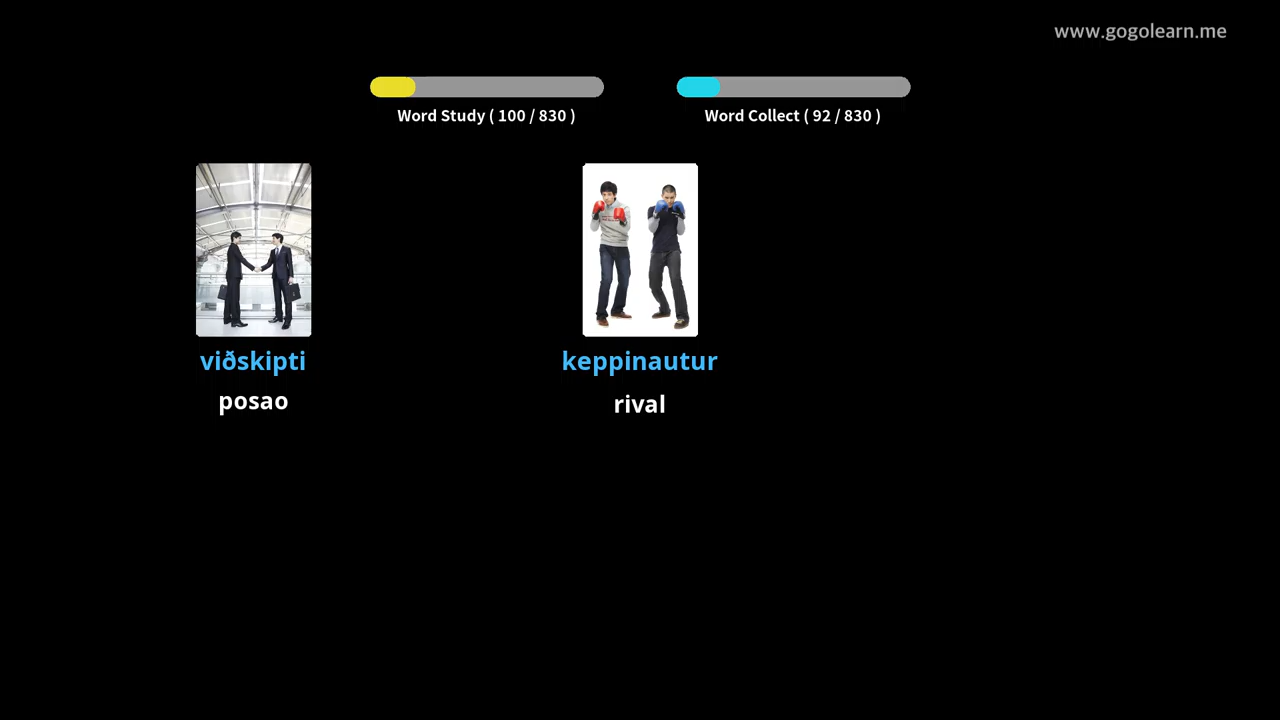 www.gogolearn.me
Word Study ( 100 / 830 )
Word Collect ( 92 / 830 )
viðskipti
posao
keppinautur
rival